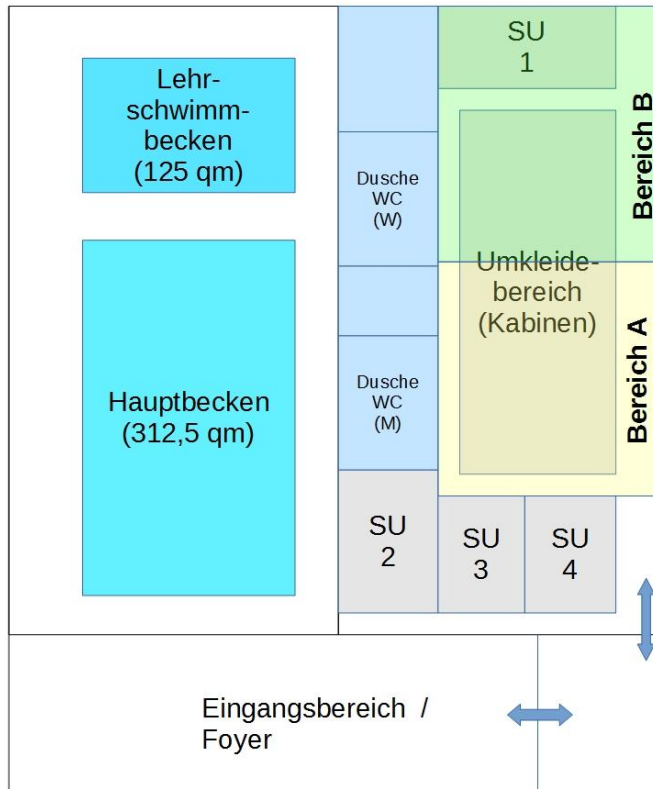 SU
1
Lehr-
schwimm-
becken
(125 qm)
Bereich B
Dusche
WC
(W)
Umkleide-
bereich
(Kabinen)
Bereich A
Dusche
WC
(M)
Hauptbecken
(312,5 qm)
SU
2
SU
3
SU
4
Eingangsbereich /
Foyer